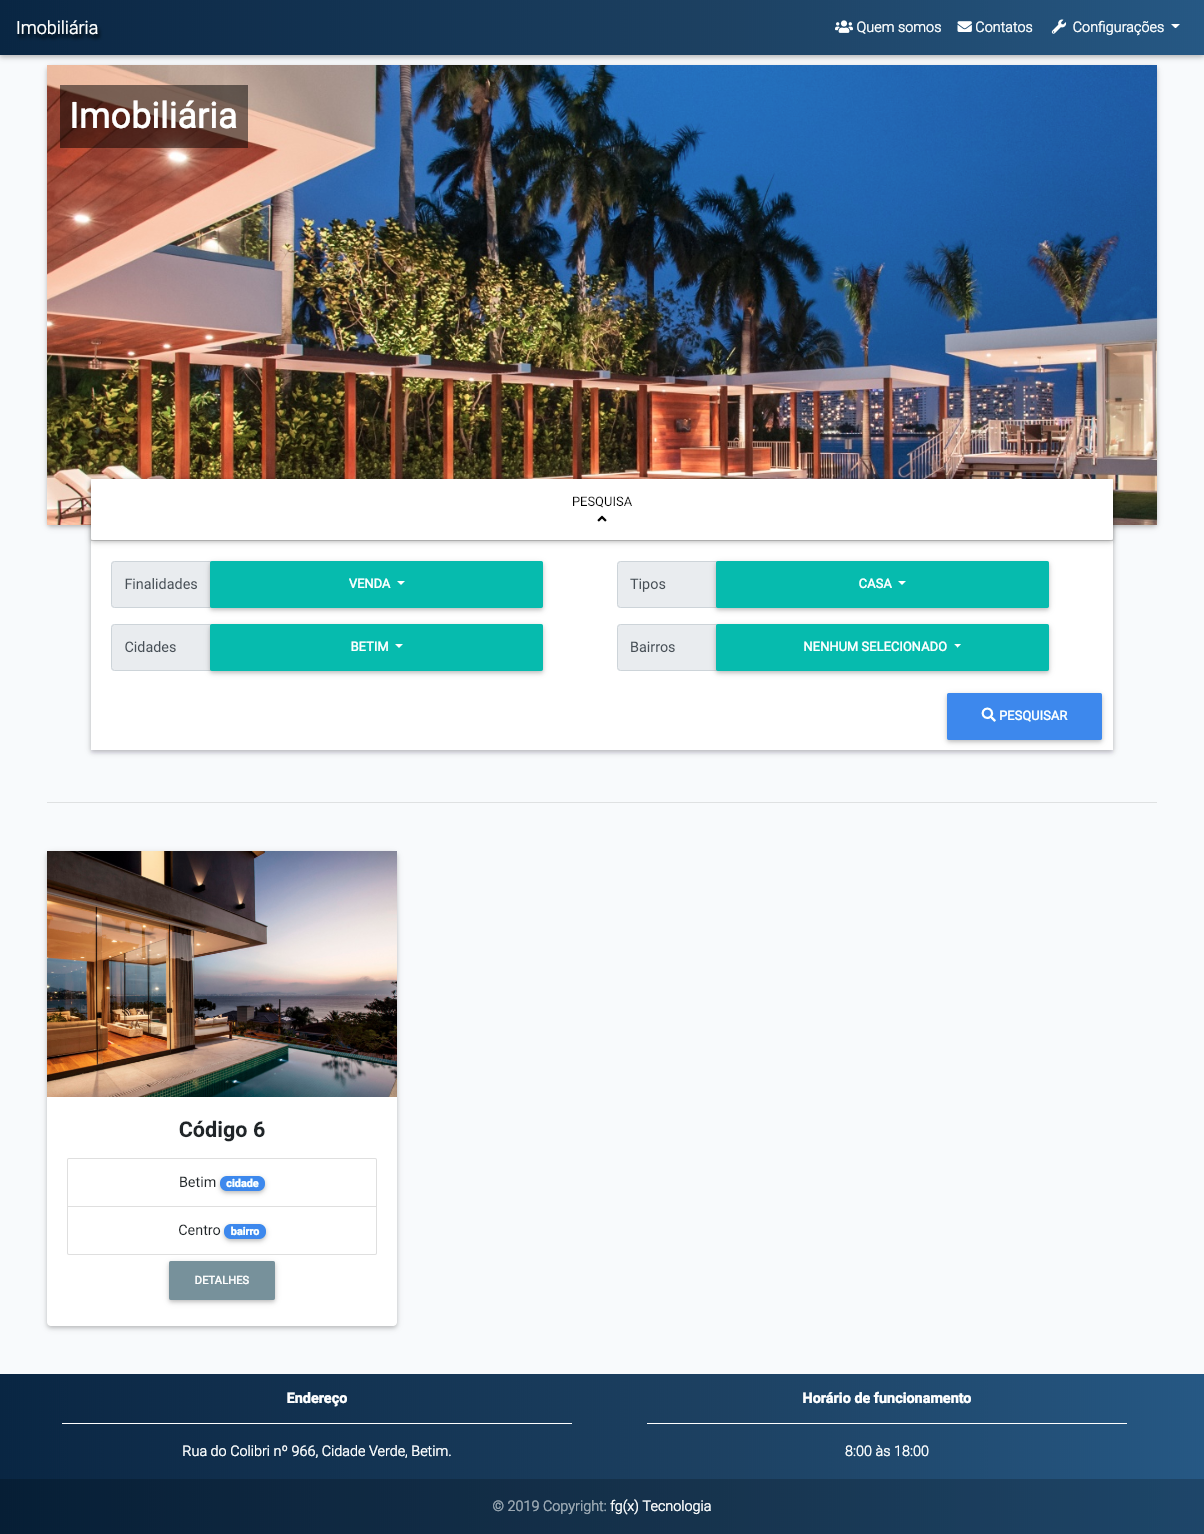 Imobiliária
Quem somos
Contatos
Configurações
Imobiliária
PESQUISA
Finalidades
VENDA
Tipos
CASA
Cidades
BETIM
Bairros
NENHUM SELECIONADO
PESQUISAR
Código 6
Betim cidade
Centro bairro
DETALHES
Endereço
Rua do Colibri nº 966, Cidade Verde, Betim.
Horário de funcionamento
8:00 às 18:00
© 2019 Copyright: fg(x) Tecnologia